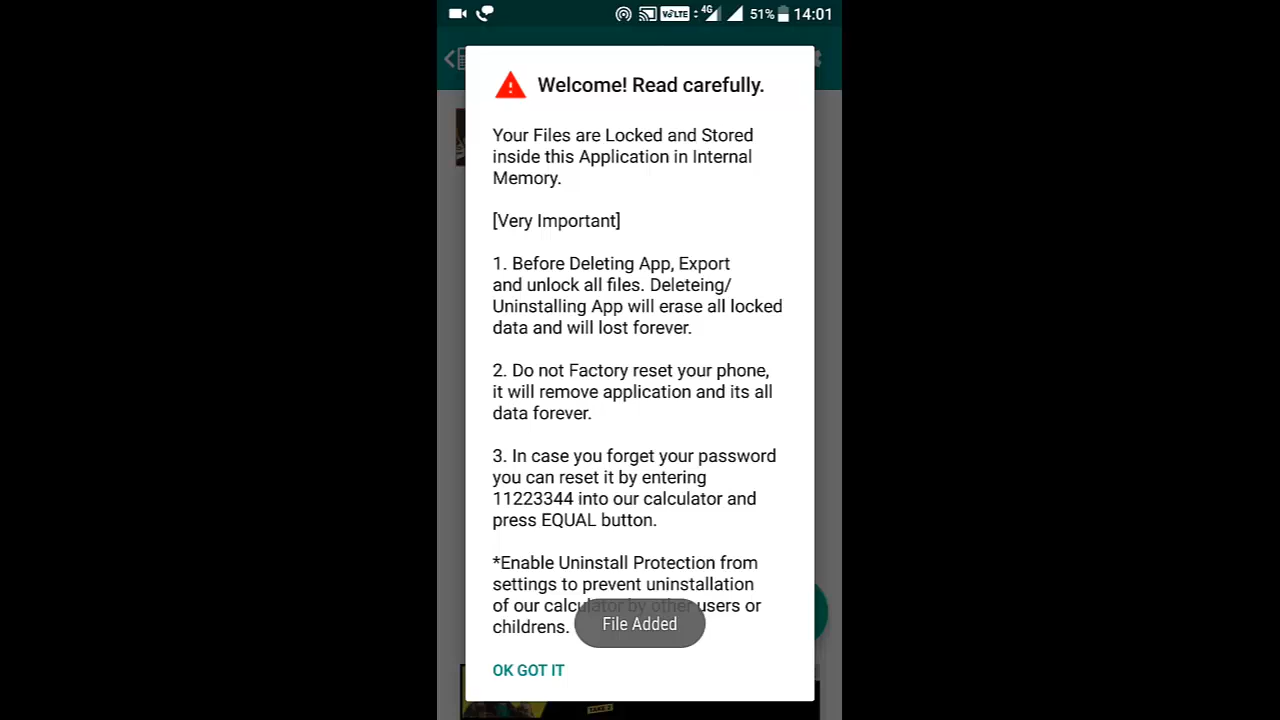 4G 51% 14:01
VoLTE
Welcome! Read carefully.
Your Files are Locked and Stored
inside this Application in Internal
Memory.
[Very Important]
1. Before Deleting App, Export
and unlock all files. Deleteing/
Uninstalling App will erase all locked
data and will lost forever.
2. Do not Factory reset your phone,
it will remove application and its all
data forever.
3. In case you forget your password
you can reset it by entering
11223344 into our calculator and
press EQUAL button.
*Enable Uninstall Protection from
settings to prevent uninstallation
of our calculator by other users or
childrens.
File Added
OK GOT IT